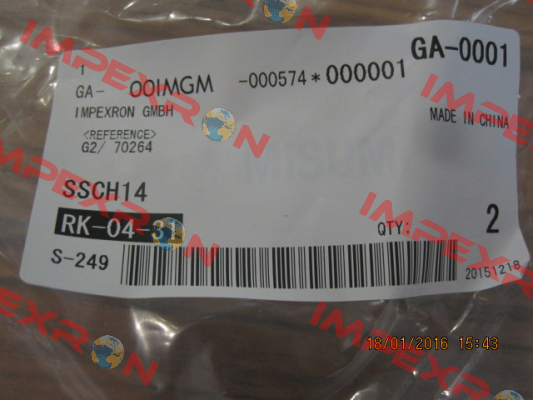 GA-0001
1
GA- 00IMGM -000574*000001
IMPEXRON GMBH
MADE IN CHINA
<REFERENCE>
G2/ 70264
SSCH14
RK-04-31
QTY: 2
S-249
20151218
18/01/2016 15:43
IMPEXRON
IMPEXRON
IMPEXRON
IMPEXRON
IMPEXRON